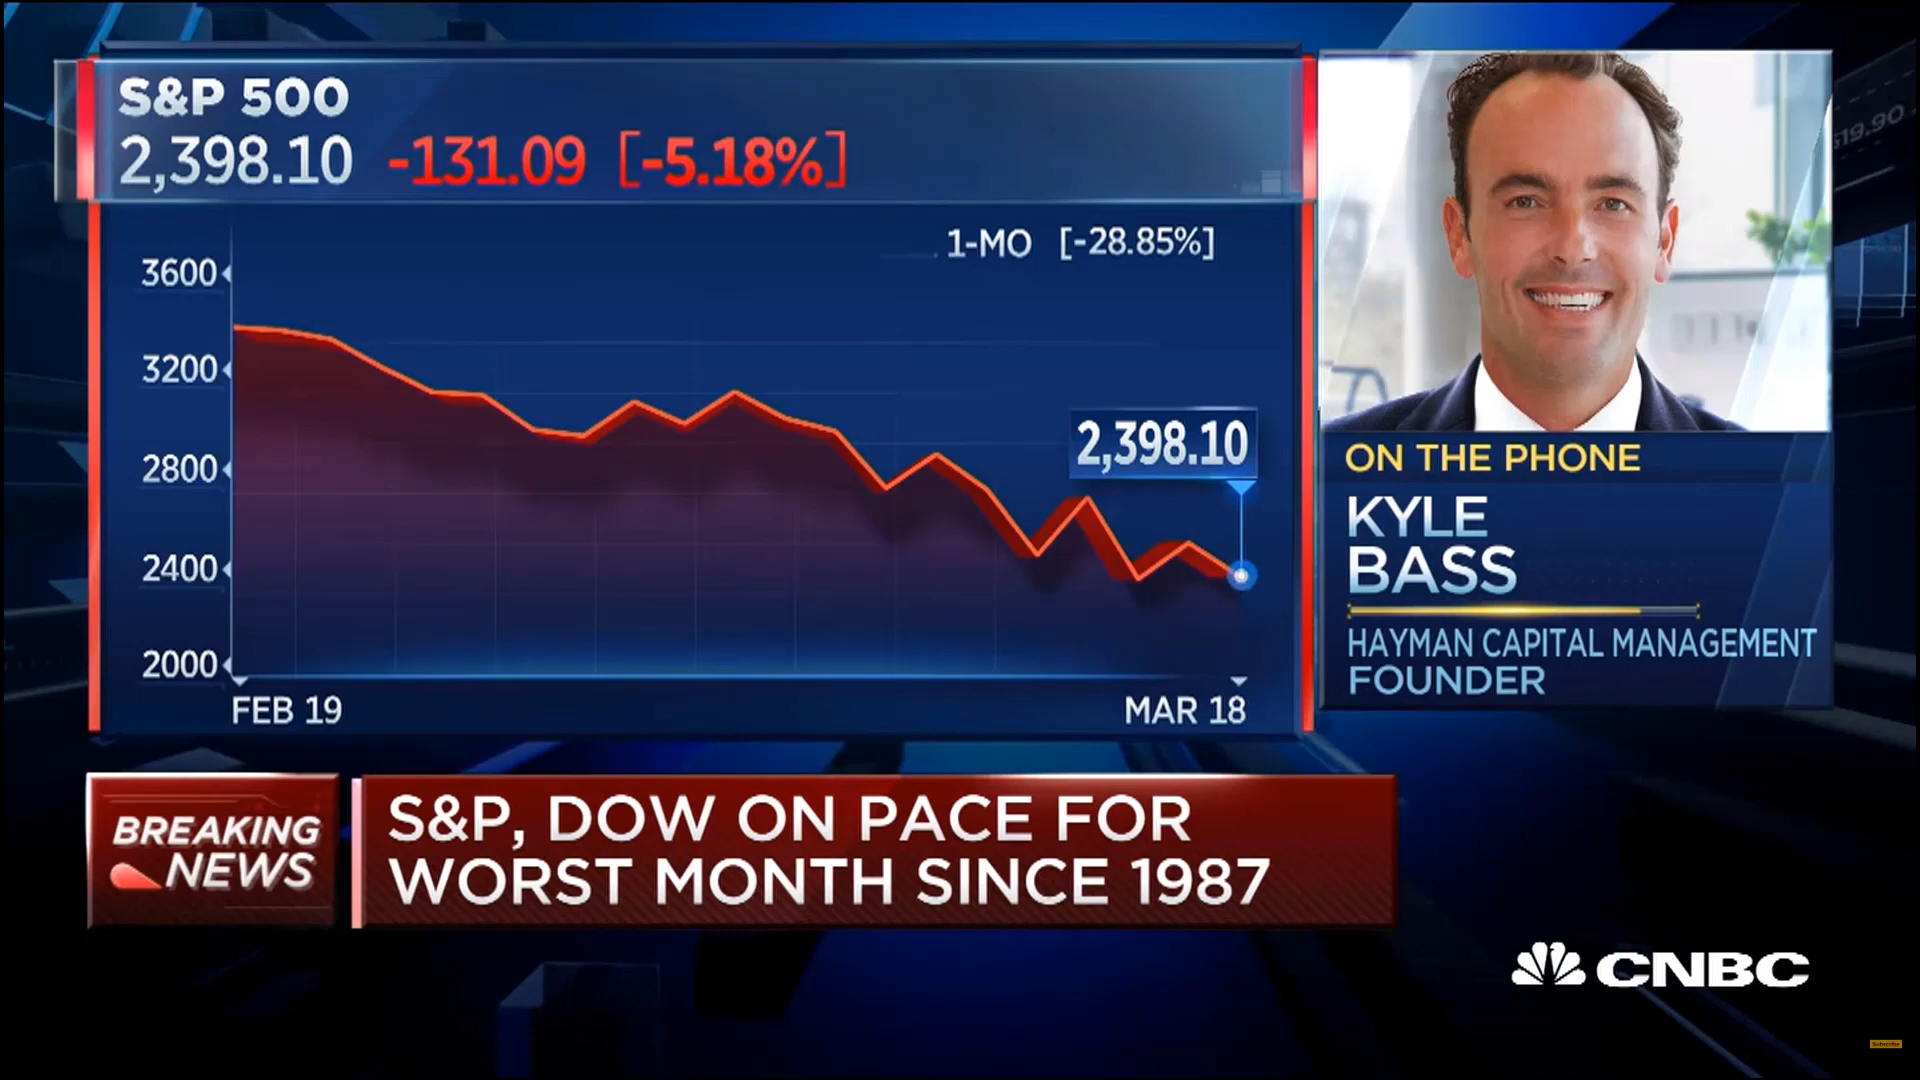 S&P 500
2,398.10 -131.09 [-5.18%]
1-MO [-28.85%]
3600
3200
2800
2400
2000
2,398.10
FEB 19
MAR 18
ON THE PHONE
KYLE
BASS
HAYMAN CAPITAL MANAGEMENT
FOUNDER
BREAKING
NEWS
S&P, DOW ON PACE FOR
WORST MONTH SINCE 1987
CNBC
Subscribe